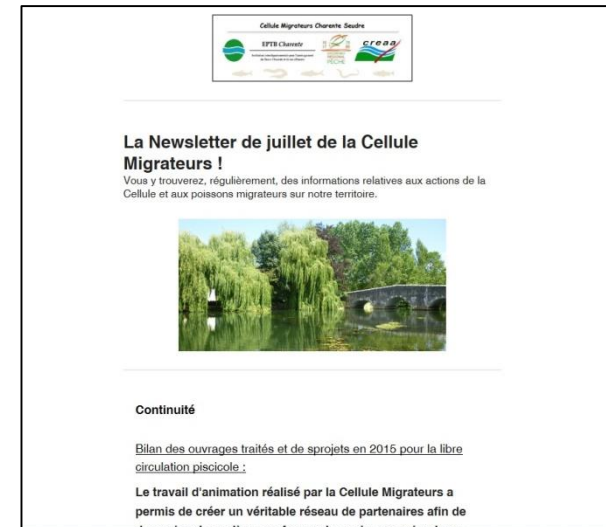 Cellule Migrateurs Charente Seudre
EPTB Charente
PÊCHE
creaa
La Newsletter de juillet de la Cellule
Migrateurs !
Vous y trouverez, régulièrement, des informations relatives aux actions de la
Cellule et aux poissons migrateurs sur notre territoire.
Continuité
Bilan des ouvrages traités et de sprojets en 2015 pour la libre
circulation piscicole :
Le travail d'animation réalisé par la Cellule Migrateurs a
permis de créer un véritable réseau de partenaires afin de